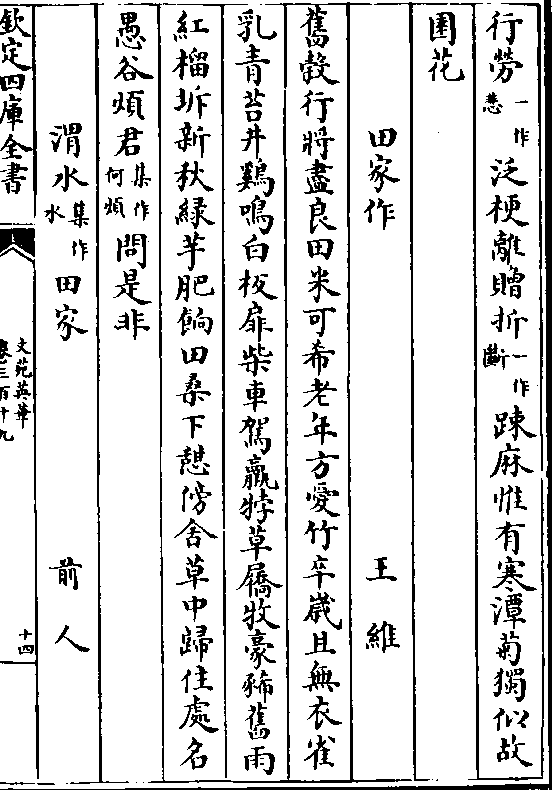 行勞一作愁泛梗離贈折一作斷踈麻惟有寒潭菊獨似故
園花
田家作 王維
舊榖行將盡良田米可希老年方愛竹卒歲且無衣雀
乳青苔井鷄鳴白板扉柴車駕羸牸草屩牧豪豨舊雨
紅榴坼新秋緑芋肥餉田桑下憩傍舍草中歸住處名
愚谷煩君集作何煩問是非
渭水集作水田家 前人
欽定四庫全書 文苑英華 卷三百十九 十四